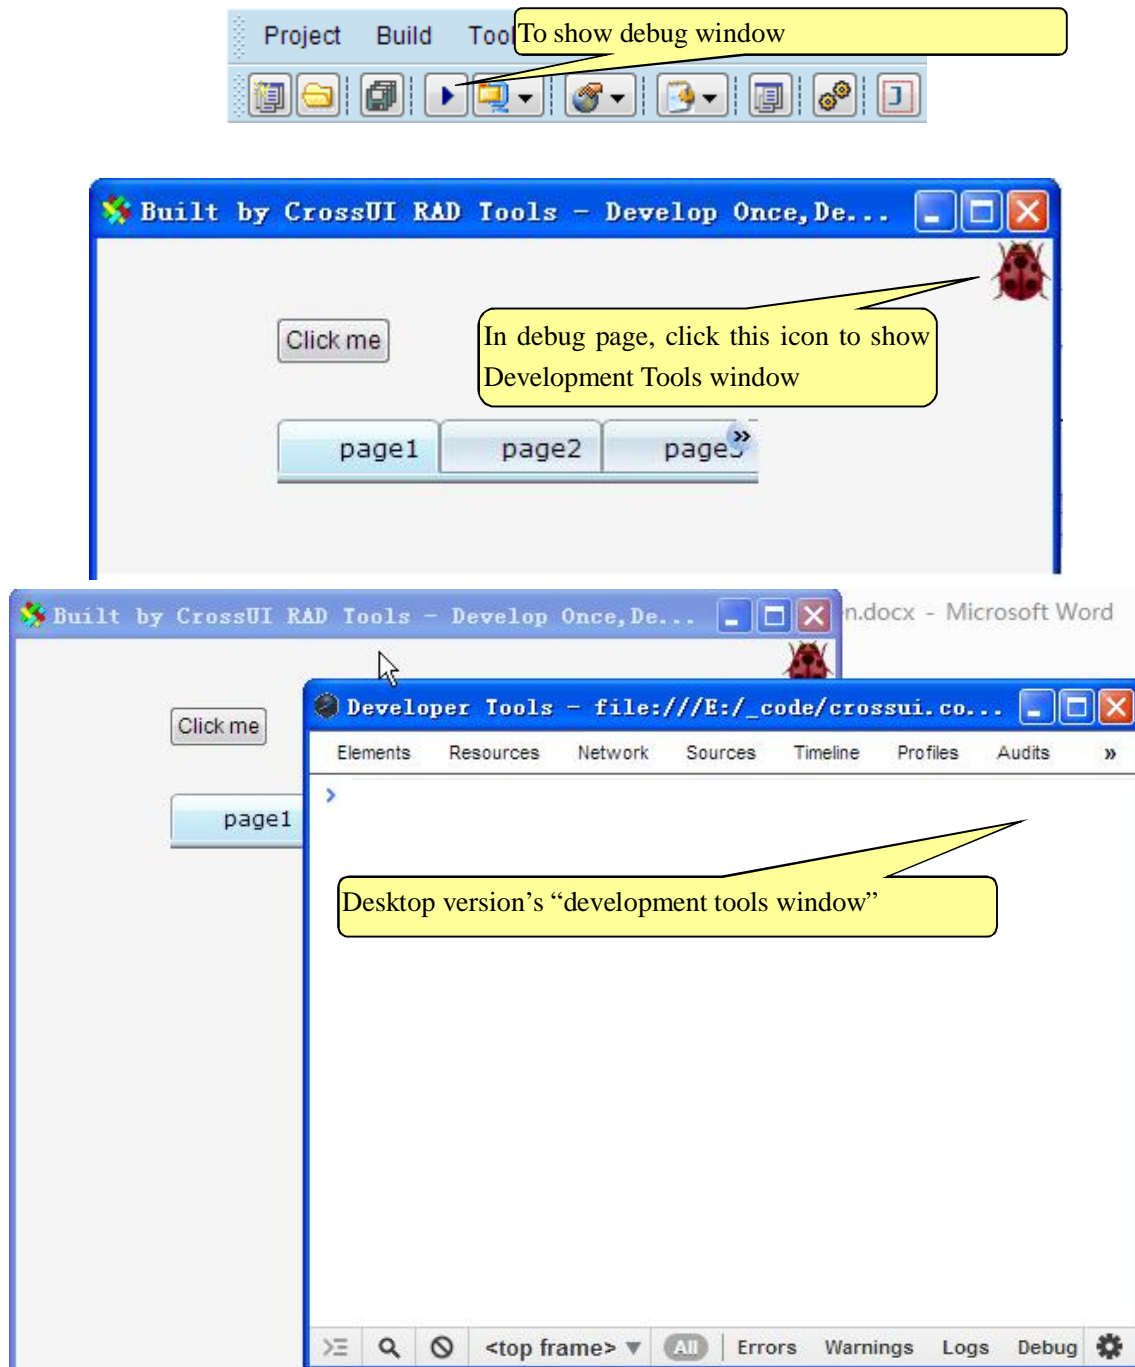 Project Build Tool
To show debug window
Built by CrossUI RAD Tools - Develop Once,De...
Click me
In debug page, click this icon to show
Development Tools window
page1 page2 page3
Built by CrossUI RAD Tools - Develop Once,De...
n.docx - Microsoft Word
Click me
Developer Tools - file:///E:/_code/crossui.co...
Elements Resources Network Sources Timeline Profiles Audits »
page1
Desktop version’s “development tools window”
<top frame> All Errors Warnings Logs Debug